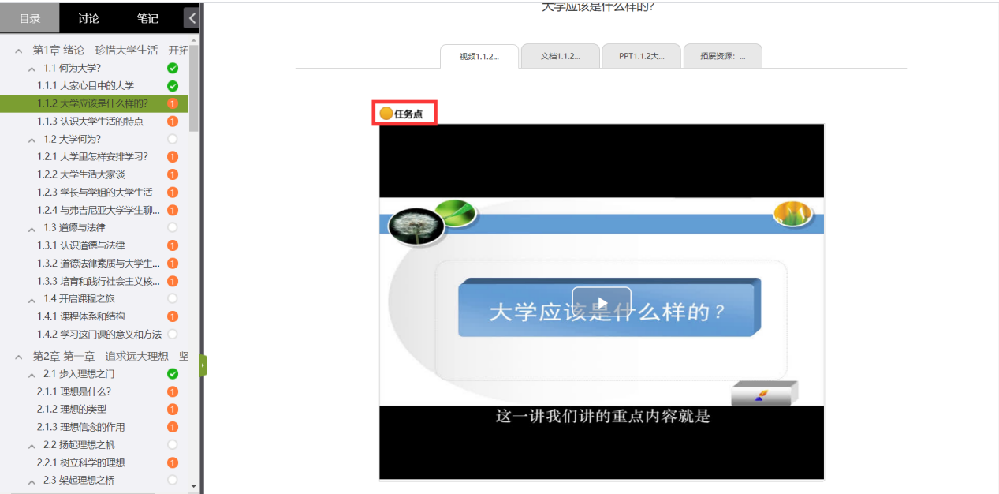 目录 讨论 笔记
第1章 绪论 珍惜大学生活 开拓
1.1 何为大学?
1.1.1 大家心目中的大学
1.1.2 大学应该是什么样的?
1
1.1.3 认识大学生活的特点
1
1.2 大学何为?
1.2.1 大学里怎样安排学习?
1
1.2.2 大学生活大家谈
1
1.2.3 学长与学姐的大学生活
1
1.2.4 与弗吉尼亚大学学生聊...
1
1.3 道德与法律
1.3.1 认识道德与法律
1
1.3.2 道德法律素质与大学生...
1
1.3.3 培育和践行社会主义核...
1
1.4 开启课程之旅
1.4.1 课程体系和结构
1
1.4.2 学习这门课的意义和方法
第2章 第一章 追求远大理想 坚
2.1 步入理想之门
2.1.1 理想是什么?
1
2.1.2 理想的类型
1
2.1.3 理想信念的作用
1
2.2 扬起理想之帆
2.2.1 树立科学的理想
1
2.3 架起理想之桥
大学应该是什么样的?
视频1.1.2... 文档1.1.2... PPT1.1.2大... 拓展资源：...
任务点
大学应该是什么样的？
这一讲我们讲的重点内容就是